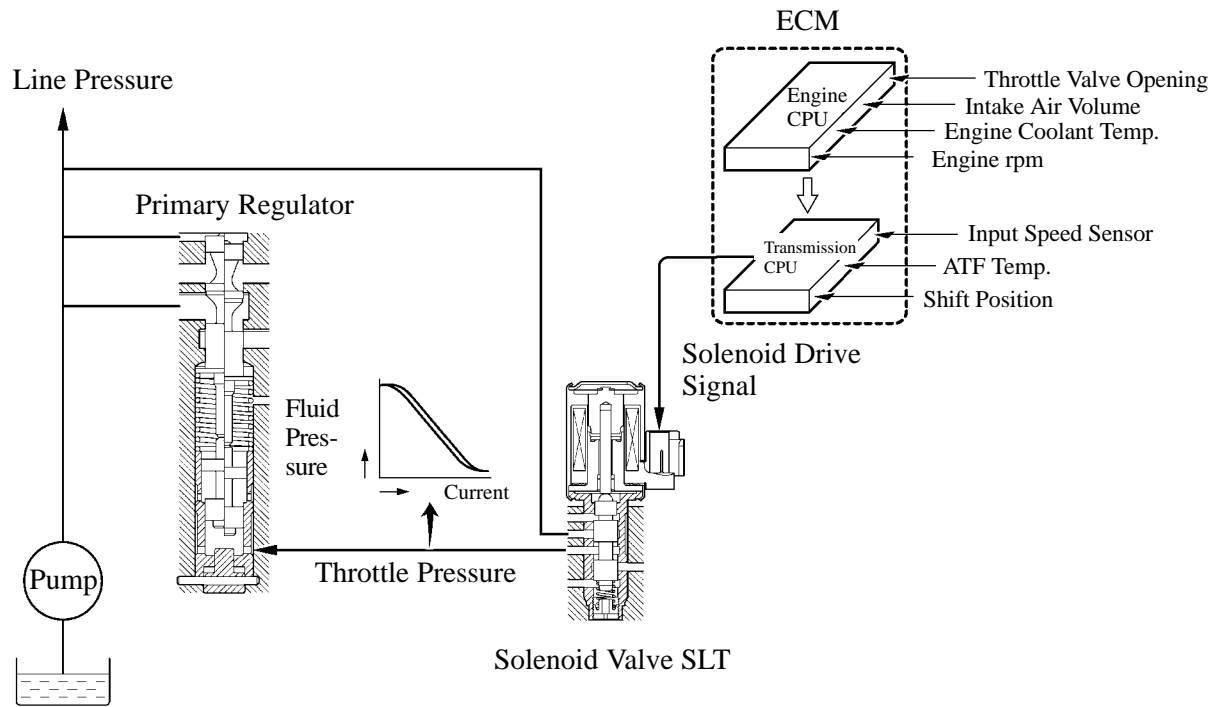 ECM
Line Pressure
Engine
CPU
Throttle Valve Opening
Intake Air Volume
Engine Coolant Temp.
Engine rpm
Primary Regulator
Transmission
CPU
Input Speed Sensor
ATF Temp.
Shift Position
Solenoid Drive
Signal
Fluid
Pres-
sure
Current
Throttle Pressure
Pump
Solenoid Valve SLT